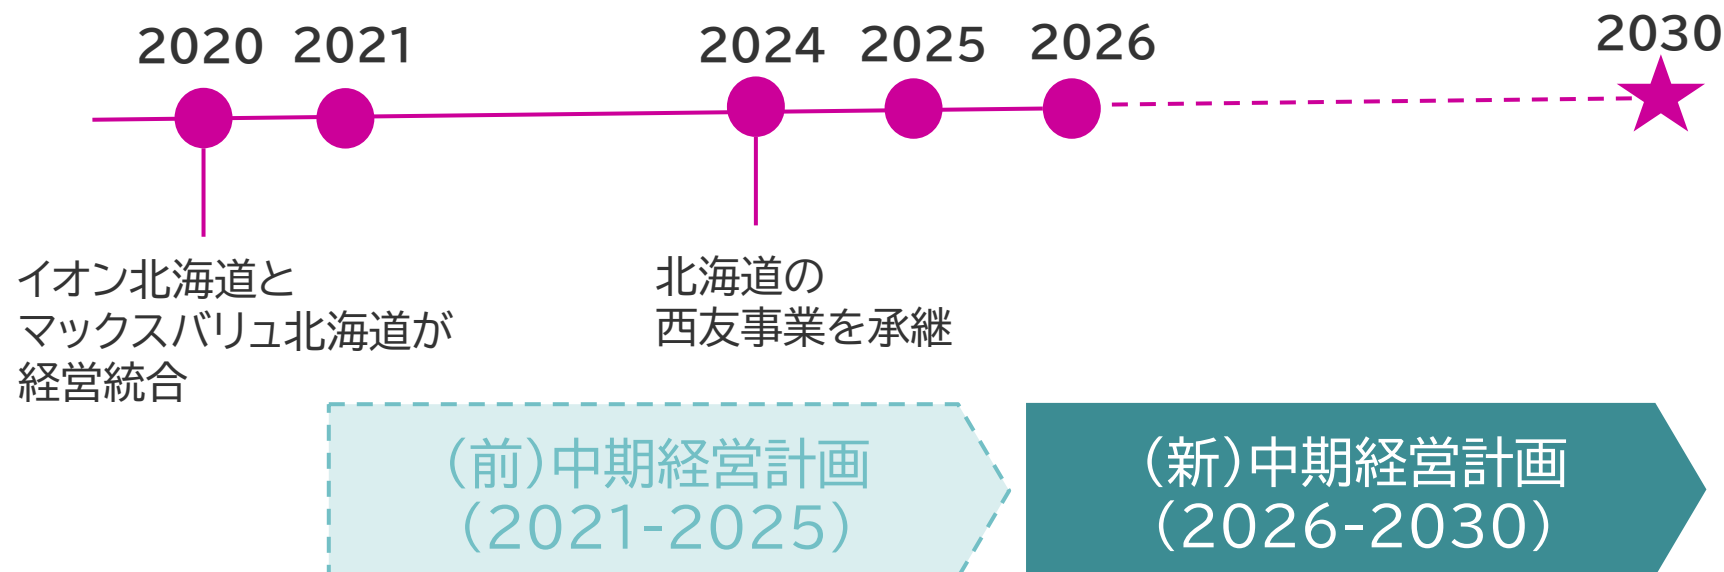 2020 2021 2024 2025 2026 2030
イオン北海道と
マックスバリュ北海道が
経営統合
北海道の
西友事業を承継
（前）中期経営計画
（2021-2025）
（新）中期経営計画
（2026-2030）